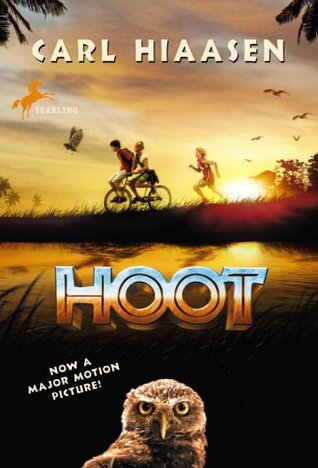 CARL HIAASEN
YEARLING
HOOT
NOW A
MAJOR MOTION
PICTURE!